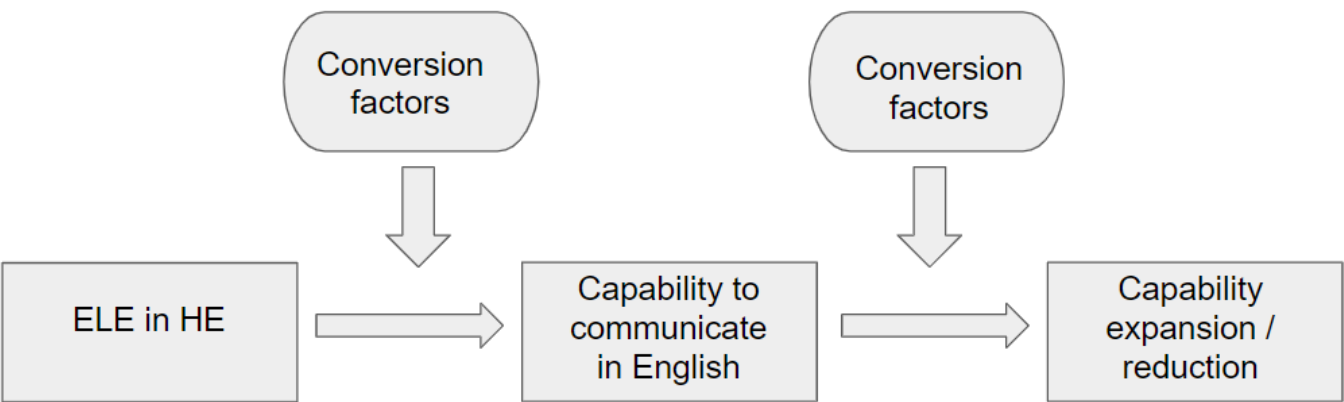 Conversion
factors
Conversion
factors
ELE in HE
Capability to
communicate
in English
Capability
expansion /
reduction